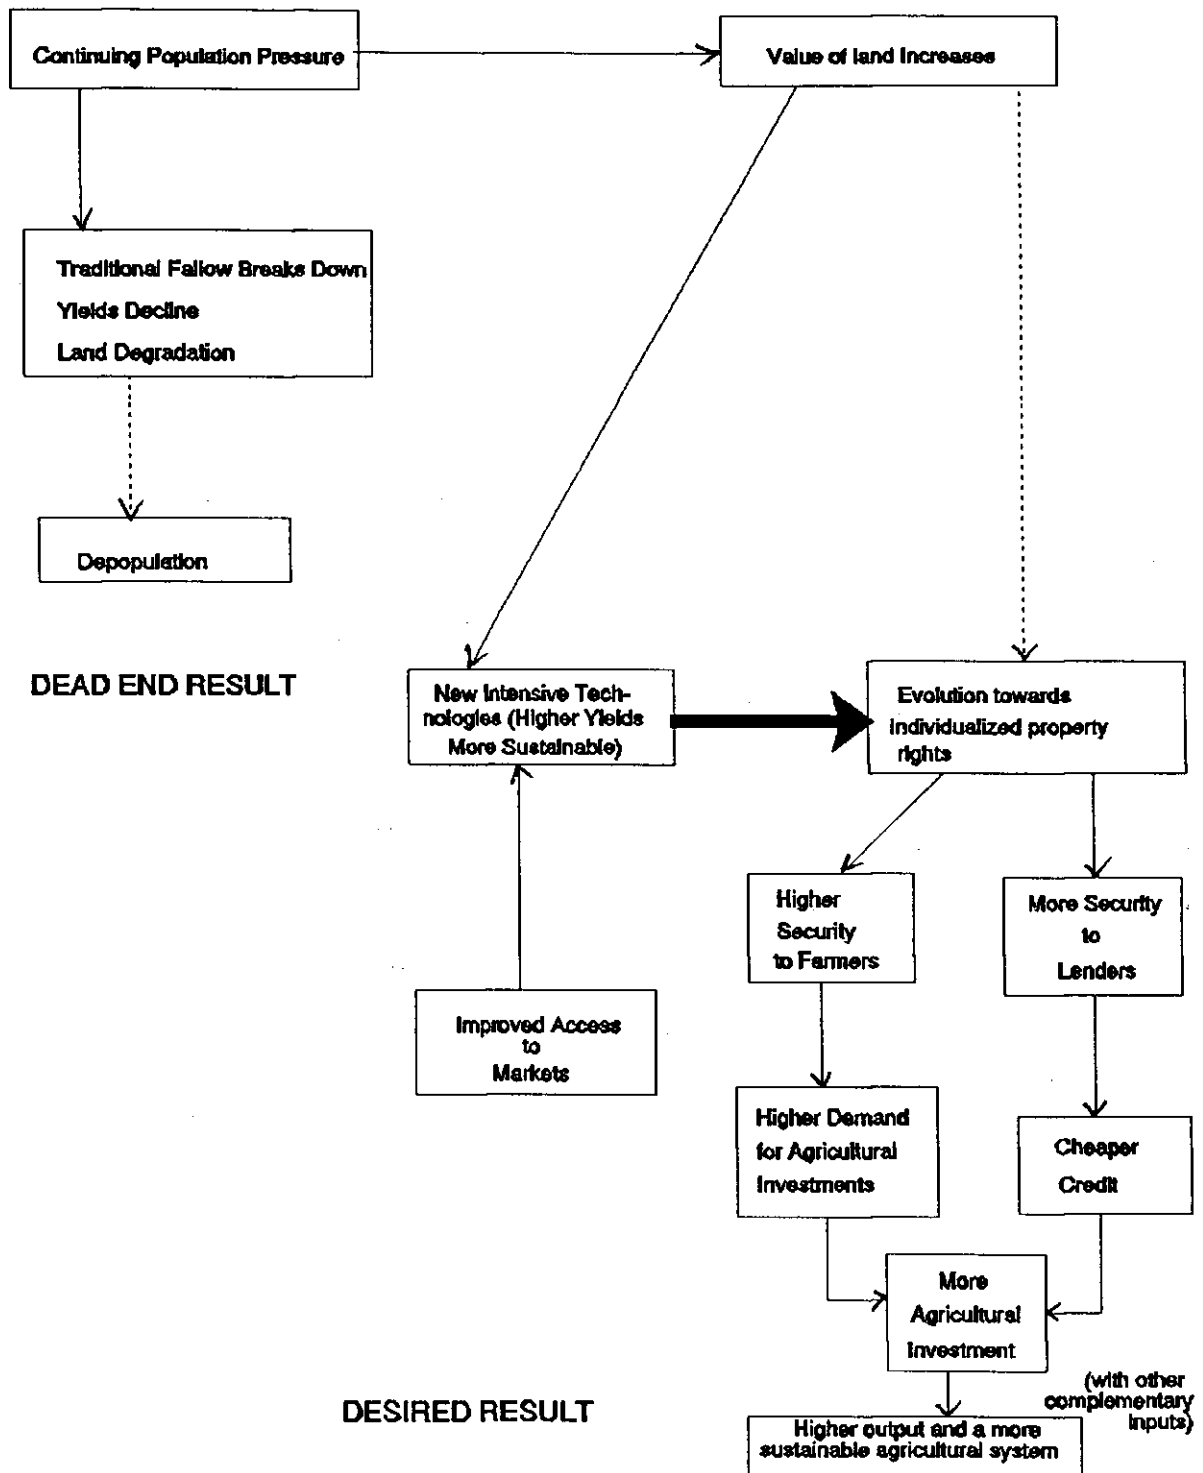 Continuing Population Pressure
Value of land Increases
Traditional Fallow Breaks Down
Yields Decline
Land Degradation
Depopulation
DEAD END RESULT
New Intensive Tech-
nologies (Higher Yields
More Sustainable)
Evolution towards
individualized property
rights
Higher
Security
to Farmers
More Security
to
Lenders
Improved Access
to
Markets
Higher Demand
for Agricultural
Investments
Cheaper
Credit
More
Agricultural
Investment
DESIRED RESULT
(with other
complementary
inputs)
Higher output and a more
sustainable agricultural system